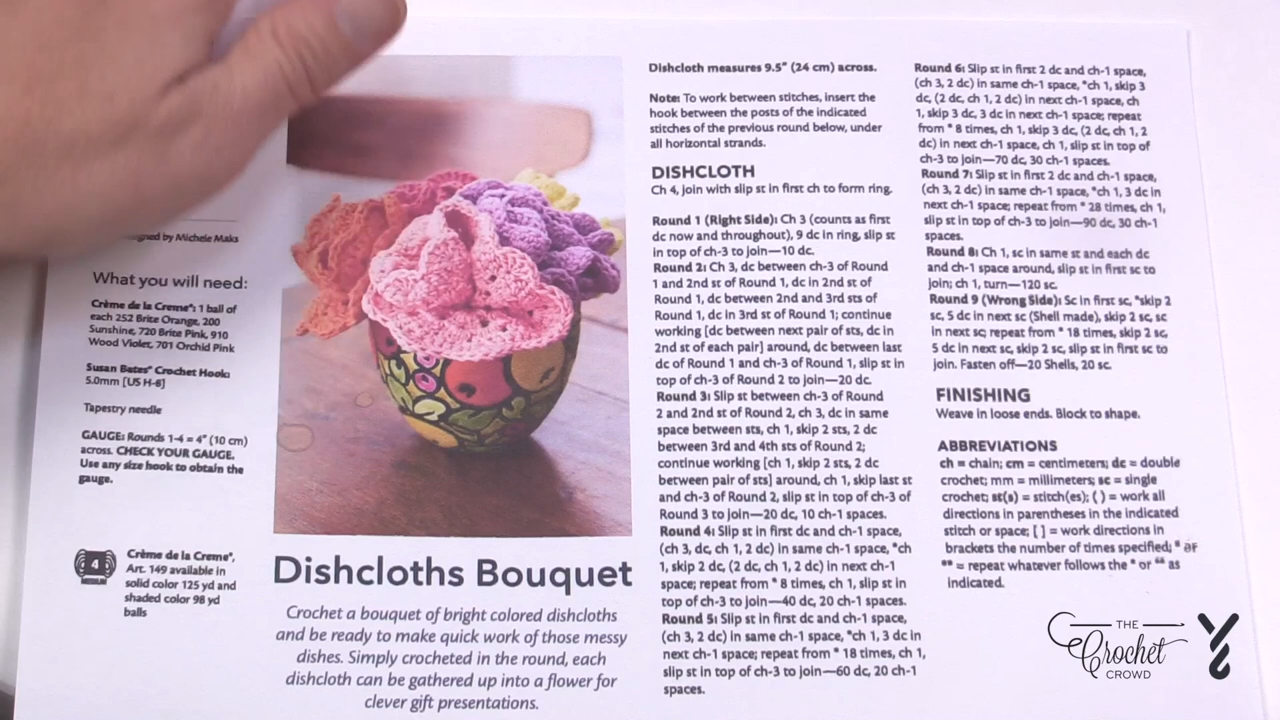 igned by Michele Maks
What you will need:
Crème de la Creme®: 1 ball of
each 252 Brite Orange, 200
Sunshine, 720 Brite Pink, 910
Wood Violet, 701 Orchid Pink
Susan Bates® Crochet Hook:
5.0mm [US H-8]
Tapestry needle
GAUGE: Rounds 1-4 = 4" (10 cm)
across. CHECK YOUR GAUGE.
Use any size hook to obtain the
gauge.
4
MEDIUM
Crème de la Creme®,
Art. 149 available in
solid color 125 yd and
shaded color 98 yd
balls
Dishcloths Bouquet
Crochet a bouquet of bright colored dishcloths
and be ready to make quick work of those messy
dishes. Simply crocheted in the round, each
dishcloth can be gathered up into a flower for
clever gift presentations.
Dishcloth measures 9.5" (24 cm) across.
Note: To work between stitches, insert the
hook between the posts of the indicated
stitches of the previous round below, under
all horizontal strands.
DISHCLOTH
Ch 4, join with slip st in first ch to form ring.
Round 1 (Right Side): Ch 3 (counts as first
dc now and throughout), 9 dc in ring, slip st
in top of ch-3 to join—10 dc.
Round 2: Ch 3, dc between ch-3 of Round
1 and 2nd st of Round 1, dc in 2nd st of
Round 1, dc between 2nd and 3rd sts of
Round 1, dc in 3rd st of Round 1; continue
working [dc between next pair of sts, dc in
2nd st of each pair] around, dc between last
dc of Round 1 and ch-3 of Round 1, slip st in
top of ch-3 of Round 2 to join—20 dc.
Round 3: Slip st between ch-3 of Round
2 and 2nd st of Round 2, ch 3, dc in same
space between sts, ch 1, skip 2 sts, 2 dc
between 3rd and 4th sts of Round 2;
continue working [ch 1, skip 2 sts, 2 dc
between pair of sts] around, ch 1, skip last st
and ch-3 of Round 2, slip st in top of ch-3 of
Round 3 to join—20 dc, 10 ch-1 spaces.
Round 4: Slip st in first dc and ch-1 space,
(ch 3, dc, ch 1, 2 dc) in same ch-1 space, *ch
1, skip 2 dc, (2 dc, ch 1, 2 dc) in next ch-1
space; repeat from * 8 times, ch 1, slip st in
top of ch-3 to join—40 dc, 20 ch-1 spaces.
Round 5: Slip st in first dc and ch-1 space,
(ch 3, 2 dc) in same ch-1 space, *ch 1, 3 dc in
next ch-1 space; repeat from * 18 times, ch 1,
slip st in top of ch-3 to join—60 dc, 20 ch-1
spaces.
Round 6: Slip st in first 2 dc and ch-1 space,
(ch 3, 2 dc) in same ch-1 space, *ch 1, skip 3
dc, (2 dc, ch 1, 2 dc) in next ch-1 space, ch
1, skip 3 dc, 3 dc in next ch-1 space; repeat
from * 8 times, ch 1, skip 3 dc, (2 dc, ch 1, 2
dc) in next ch-1 space, ch 1, slip st in top of
ch-3 to join—70 dc, 30 ch-1 spaces.
Round 7: Slip st in first 2 dc and ch-1 space,
(ch 3, 2 dc) in same ch-1 space, *ch 1, 3 dc in
next ch-1 space; repeat from * 28 times, ch 1,
slip st in top of ch-3 to join—90 dc, 30 ch-1
spaces.
Round 8: Ch 1, sc in same st and each dc
and ch-1 space around, slip st in first sc to
join; ch 1, turn—120 sc.
Round 9 (Wrong Side): Sc in first sc, *skip 2
sc, 5 dc in next sc (Shell made), skip 2 sc, sc
in next sc; repeat from * 18 times, skip 2 sc,
5 dc in next sc, skip 2 sc, slip st in first sc to
join. Fasten off—20 Shells, 20 sc.
FINISHING
Weave in loose ends. Block to shape.
ABBREVIATIONS
ch = chain; cm = centimeters; dc = double
crochet; mm = millimeters; sc = single
crochet; st(s) = stitch(es); ( ) = work all
directions in parentheses in the indicated
stitch or space; [ ] = work directions in
brackets the number of times specified; * or
** = repeat whatever follows the * or ** as
indicated.
THE
Crochet
CROWD